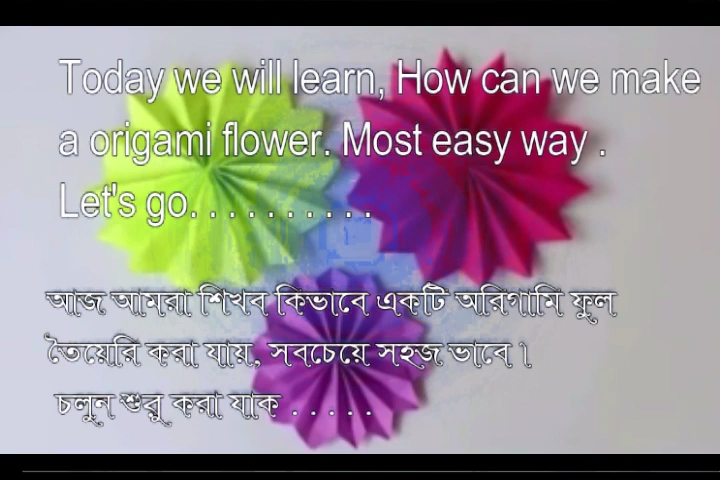 Today we will learn, How can we make
a origami flower. Most easy way .
Let's go. . . . . . . . . .
আজ আমরা শিখব কিভাবে একটি অরিগামি ফুল
তৈয়েরি করা যায়, সবচেয়ে সহজ ভাবে।
চলুন শুরু করা যাক . . . . .